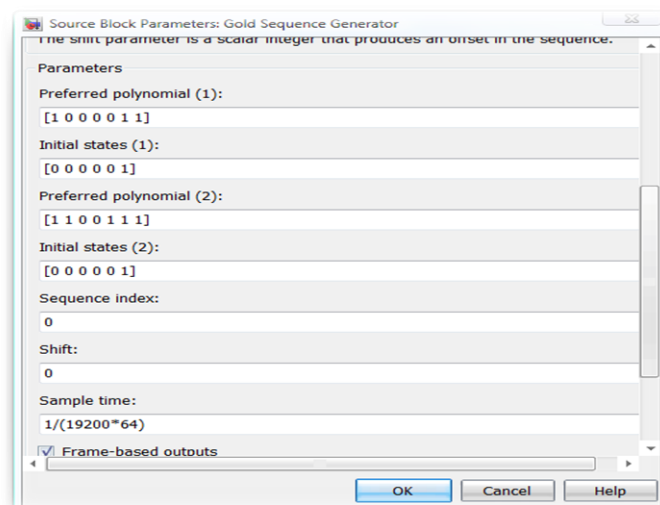 Source Block Parameters: Gold Sequence Generator
The shift parameter is a scalar integer that produces an offset in the sequence.
Parameters
Preferred polynomial (1):
[1 0 0 0 0 1 1]
Initial states (1):
[0 0 0 0 0 1]
Preferred polynomial (2):
[1 1 0 0 1 1 1]
Initial states (2):
[0 0 0 0 0 1]
Sequence index:
0
Shift:
0
Sample time:
1/(19200*64)
Frame-based outputs
OK Cancel Help